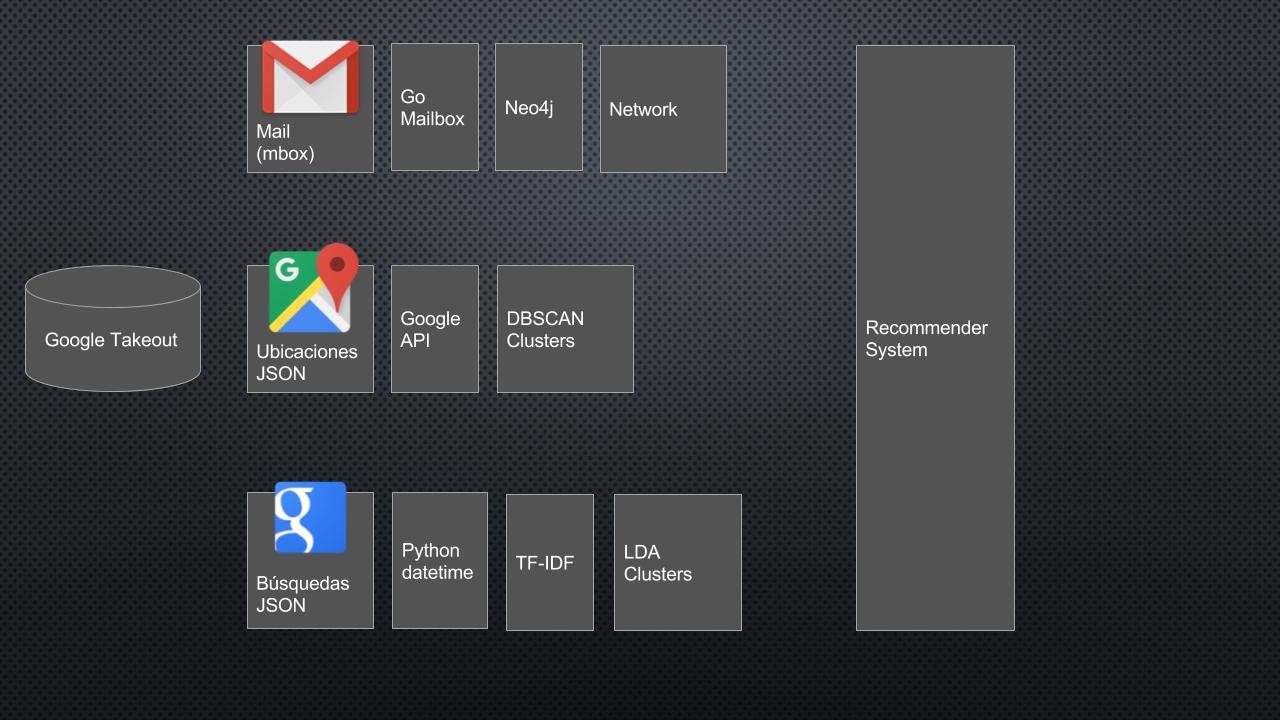 Mail
(mbox)
Go
Mailbox
Neo4j
Network
Google Takeout
G
Ubicaciones
JSON
Google
API
DBSCAN
Clusters
Recommender
System
g
Búsquedas
JSON
Python
datetime
TF-IDF
LDA
Clusters